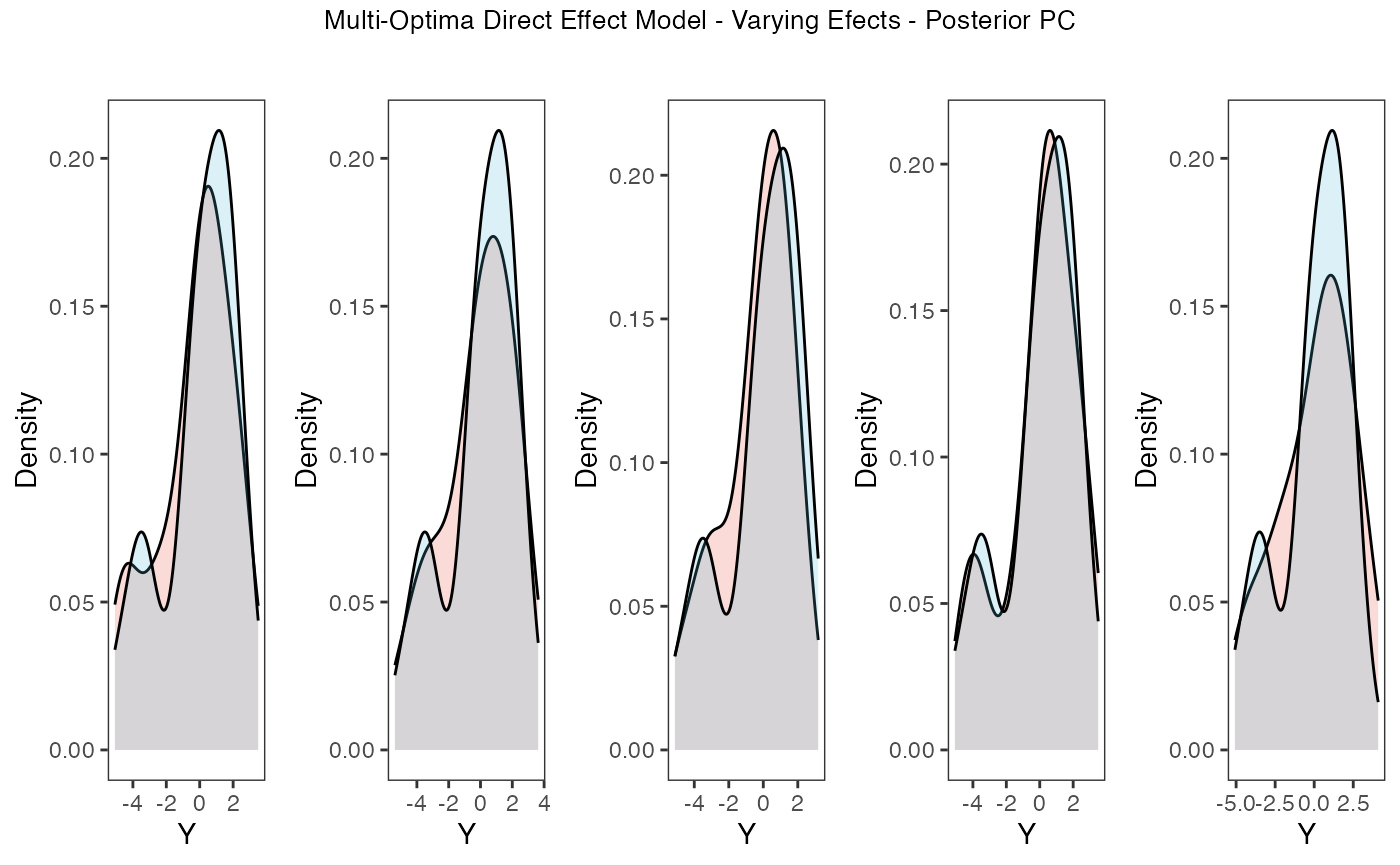 Multi-Optima Direct Effect Model - Varying Efects - Posterior PC
0.20 0.20 0.20 0.20 0.20
0.15 0.15 0.15 0.15 0.15
Density Density Density Density Density
0.10 0.10 0.10 0.10 0.10
0.05 0.05 0.05 0.05 0.05
0.00 0.00 0.00 0.00 0.00
-4 -2 0 2 -4 -2 0 2 4 -4 -2 0 2 -4 -2 0 2 -5.0 -2.5 0.0 2.5
Y Y Y Y Y